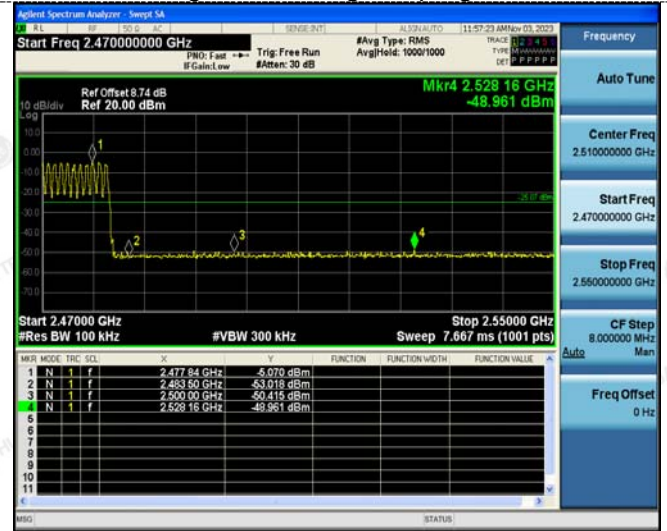 Agilent Spectrum Analyzer - Swept SA
RL RF 50 Ω AC SENSE:INT ALIGN AUTO 11:57:23 AM Nov 03, 2023
Start Freq 2.470000000 GHz
PNO: Fast Trig: Free Run
IFGain:Low #Atten: 30 dB
#Avg Type: RMS
Avg|Hold: 1000/1000
TRACE 1 2 3 4 5 6
TYPE
DET P P P P P P
Frequency
Auto Tune
Center Freq
2.510000000 GHz
Start Freq
2.470000000 GHz
Stop Freq
2.550000000 GHz
CF Step
8.000000 MHz
Auto Man
Freq Offset
0 Hz
Mkr4 2.528 16 GHz
-48.961 dBm
Ref Offset 8.74 dB
10 dB/div Ref 20.00 dBm
Log
10.0
0.00
-10.0
-20.0
-30.0
-40.0
-50.0
-60.0
-70.0
1
2
3
4
-25.07 dBm
Start 2.47000 GHz Stop 2.55000 GHz
#Res BW 100 kHz #VBW 300 kHz Sweep 7.667 ms (1001 pts)
MKR MODE TRC SCL X Y FUNCTION FUNCTION WIDTH FUNCTION VALUE
1 N 1 f 2.477 84 GHz -5.070 dBm
2 N 1 f 2.483 50 GHz -53.018 dBm
3 N 1 f 2.500 00 GHz -50.415 dBm
4 N 1 f 2.528 16 GHz -48.961 dBm
5
6
7
8
9
10
11
MSG STATUS